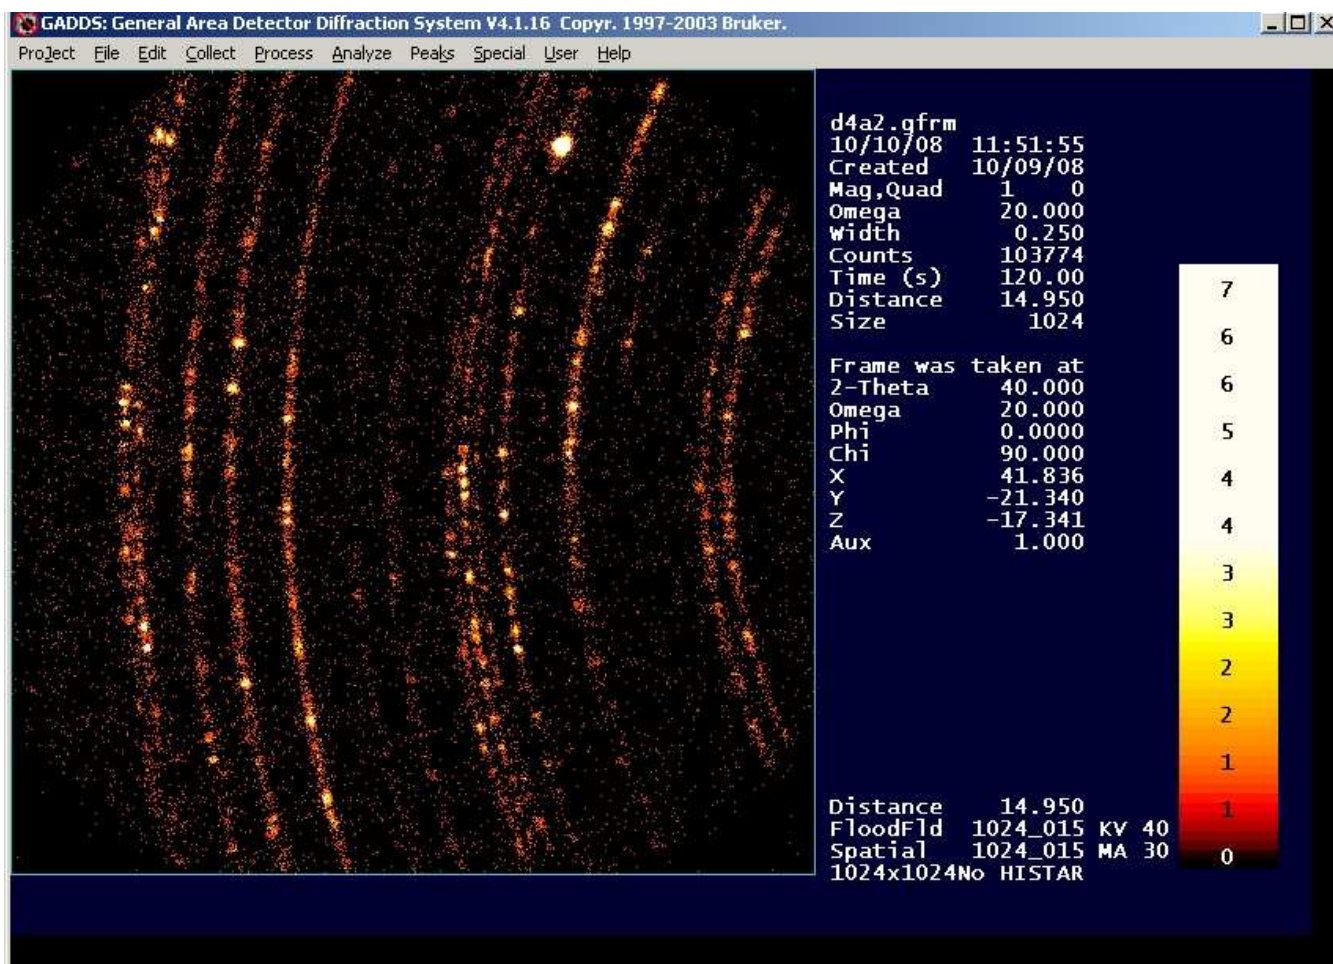 GADDS: General Area Detector Diffraction System V4.1.16 Copyr. 1997-2003 Bruker.
ProJect File Edit Collect Process Analyze Peaks Special User Help
d4a2.gfrm
10/10/08 11:51:55
Created 10/09/08
Mag,Quad 1 0
Omega 20.000
Width 0.250
Counts 103774
Time (s) 120.00
Distance 14.950
Size 1024
Frame was taken at
2-Theta 40.000
Omega 20.000
Phi 0.0000
Chi 90.000
X 41.836
Y -21.340
Z -17.341
Aux 1.000
7
6
6
5
4
4
3
3
2
2
1
1
0
Distance 14.950
FloodFld 1024_015 KV 40
Spatial 1024_015 MA 30
1024x1024No HISTAR